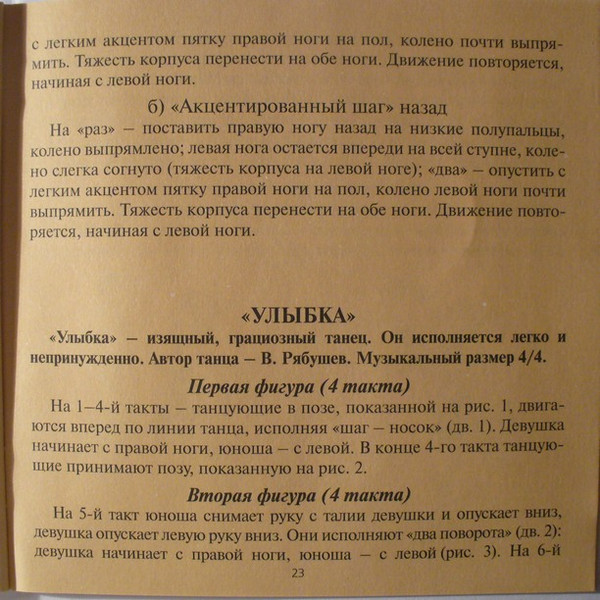 с легким акцентом пятку правой ноги на пол, колено почти выпря-
мить. Тяжесть корпуса перенести на обе ноги. Движение повторяется,
начиная с левой ноги.
б) «Акцентированный шаг» назад
На «раз» – поставить правую ногу назад на низкие полупальцы,
колено выпрямлено; левая нога остается впереди на всей ступне, коле-
но слегка согнуто (тяжесть корпуса на левой ноге); «два» – опустить с
легким акцентом пятку правой ноги на пол, колено левой ноги почти
выпрямить. Тяжесть корпуса перенести на обе ноги. Движение повто-
ряется, начиная с левой ноги.
«УЛЫБКА»
«Улыбка» – изящный, грациозный танец. Он исполняется легко и
непринужденно. Автор танца – В. Рябушев. Музыкальный размер 4/4.
Первая фигура (4 такта)
На 1–4-й такты – танцующие в позе, показанной на рис. 1, двига-
ются вперед по линии танца, исполняя «шаг – носок» (дв. 1). Девушка
начинает с правой ноги, юноша – с левой. В конце 4-го такта танцую-
щие принимают позу, показанную на рис. 2.
Вторая фигура (4 такта)
На 5-й такт юноша снимает руку с талии девушки и опускает вниз,
девушка опускает левую руку вниз. Они исполняют «два поворота» (дв. 2):
девушка начинает с правой ноги, юноша – с левой (рис. 3). На 6-й
23